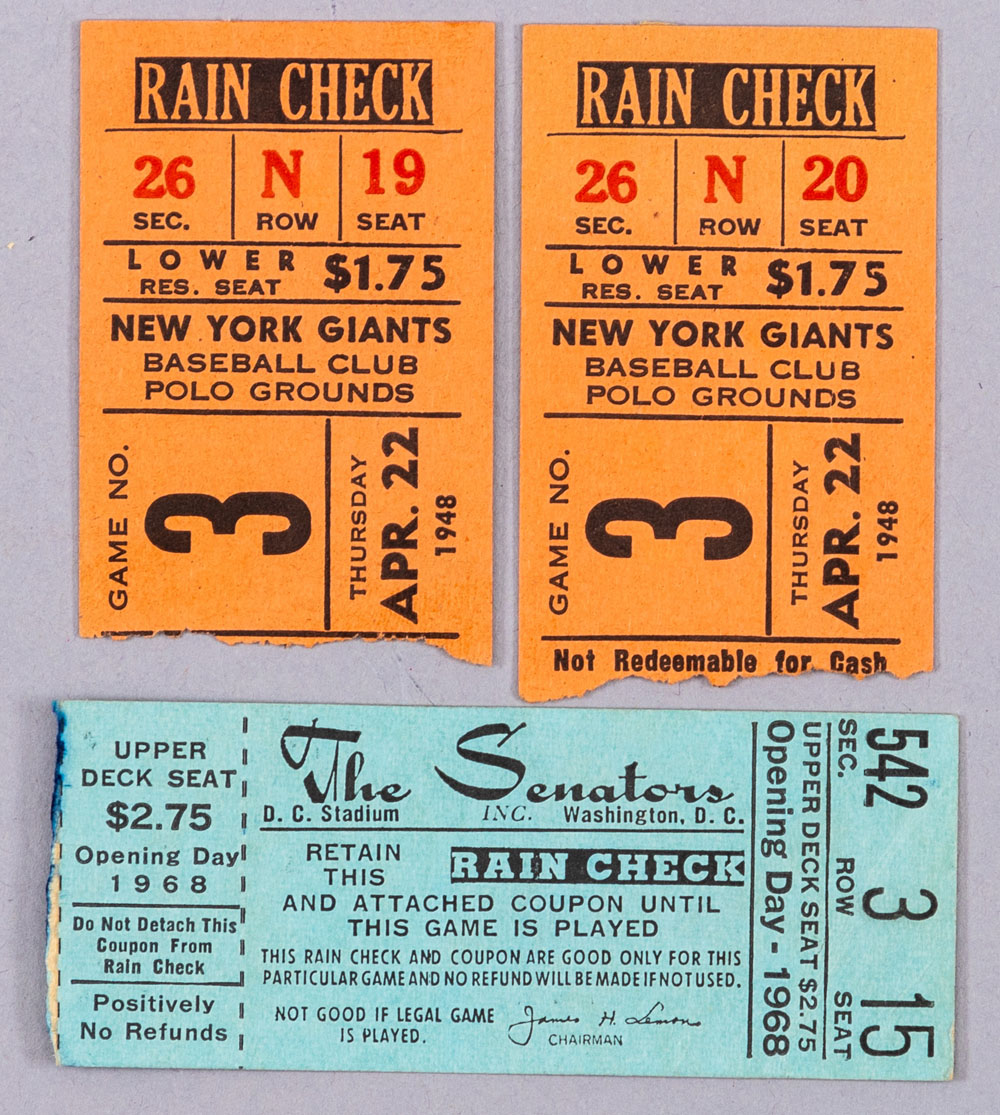 RAIN CHECK
26 N 19
SEC. ROW SEAT
LOWER
RES. SEAT $1.75
NEW YORK GIANTS
BASEBALL CLUB
POLO GROUNDS
GAME NO.
3
THURSDAY
APR. 22
1948
RAIN CHECK
26 N 20
SEC. ROW SEAT
LOWER
RES. SEAT $1.75
NEW YORK GIANTS
BASEBALL CLUB
POLO GROUNDS
GAME NO.
3
THURSDAY
APR. 22
1948
Not Redeemable for Cash
UPPER
DECK SEAT
$2.75
Opening Day
1968
Do Not Detach This
Coupon From
Rain Check
Positively
No Refunds
The Senators
D. C. Stadium INC. Washington, D. C.
RETAIN
THIS
RAIN CHECK
AND ATTACHED COUPON UNTIL
THIS GAME IS PLAYED
THIS RAIN CHECK AND COUPON ARE GOOD ONLY FOR THIS
PARTICULAR GAME AND NO REFUND WILL BE MADE IF NOT USED.
NOT GOOD IF LEGAL GAME
IS PLAYED.
James H. Lemon
CHAIRMAN
542 3 15
SEC. ROW SEAT
UPPER DECK SEAT $2.75
Opening Day - 1968